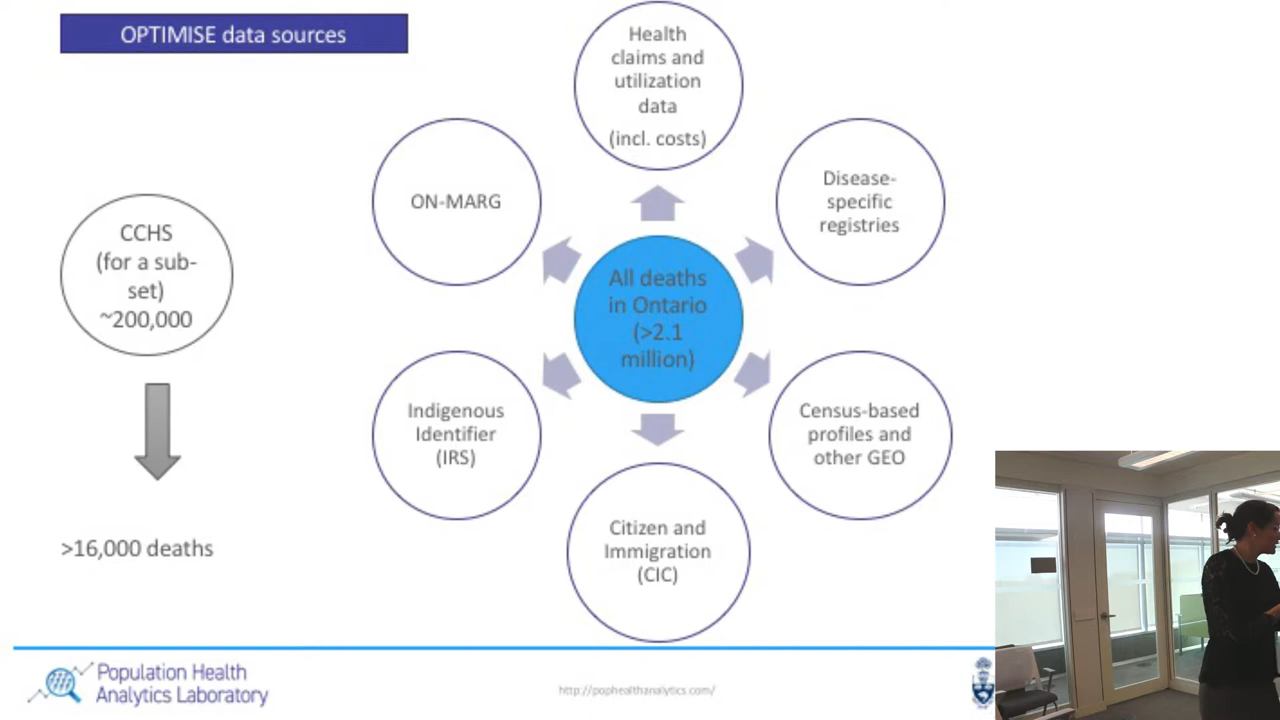 OPTIMISE data sources
Health
claims and
utilization
data
(incl. costs)
ON-MARG
Disease-
specific
registries
CCHS
(for a sub-
set)
~200,000
All deaths
in Ontario
(>2.1
million)
Indigenous
Identifier
(IRS)
Census-based
profiles and
other GEO
Citizen and
Immigration
(CIC)
>16,000 deaths
Population Health
Analytics Laboratory
http://pophealthanalytics.com/